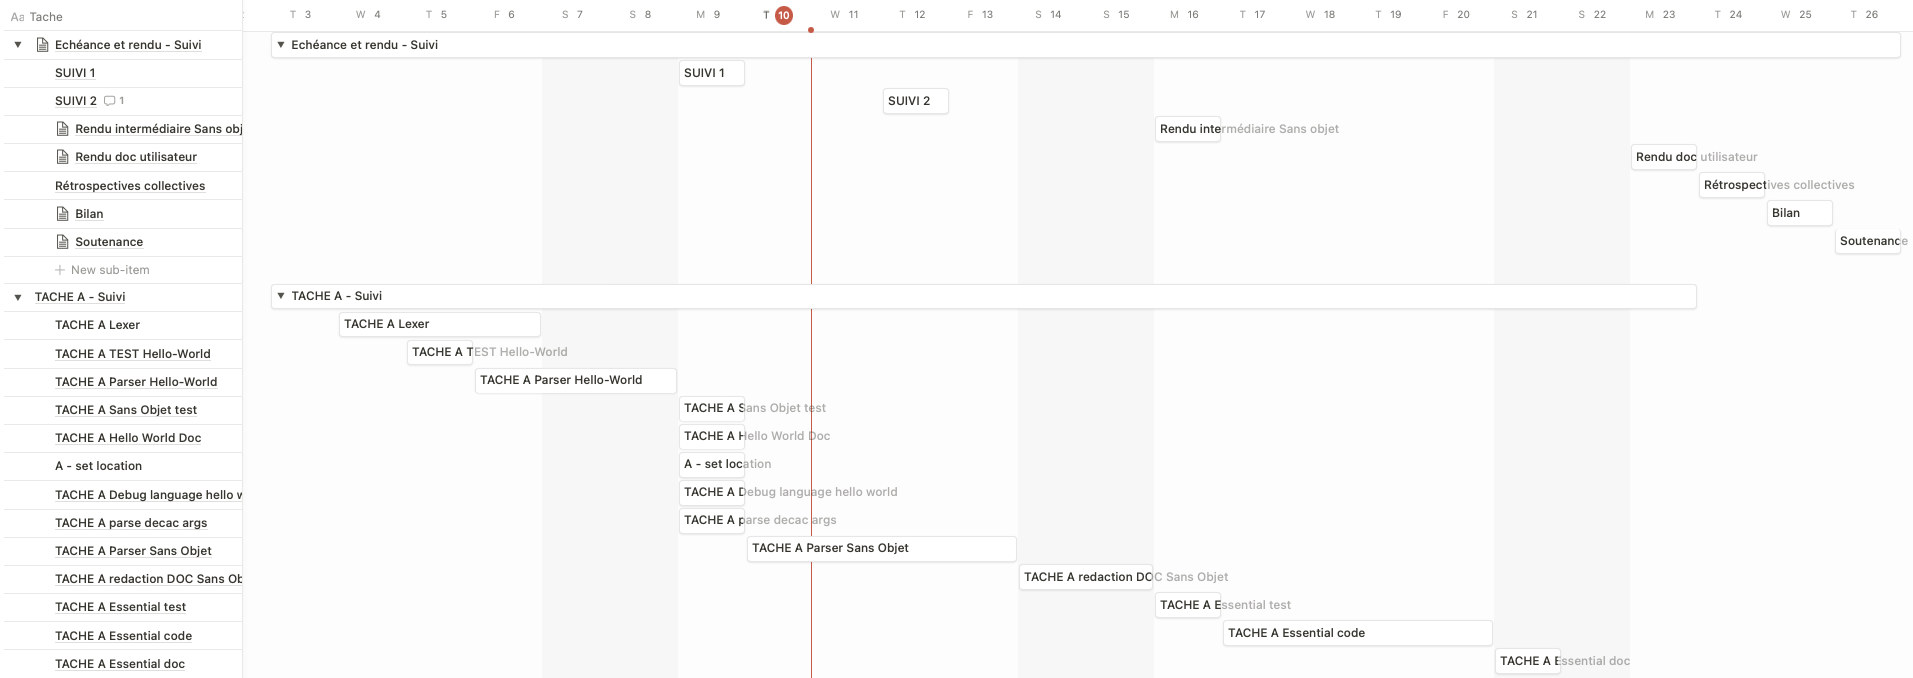 Aa Tache
T 3 W 4 T 5 F 6 S 7 S 8 M 9 T 10 W 11 T 12 F 13 S 14 S 15 M 16 T 17 W 18 T 19 F 20 S 21 S 22 M 23 T 24 W 25 T 26
Echéance et rendu - Suivi Echéance et rendu - Suivi
SUIVI 1 SUIVI 1
SUIVI 2 1 SUIVI 2
Rendu intermédiaire Sans obj Rendu intermédiaire Sans objet
Rendu doc utilisateur Rendu doc utilisateur
Rétrospectives collectives Rétrospectives collectives
Bilan Bilan
Soutenance Soutenance
+ New sub-item
TACHE A - Suivi TACHE A - Suivi
TACHE A Lexer TACHE A Lexer
TACHE A TEST Hello-World TACHE A TEST Hello-World
TACHE A Parser Hello-World TACHE A Parser Hello-World
TACHE A Sans Objet test TACHE A Sans Objet test
TACHE A Hello World Doc TACHE A Hello World Doc
A - set location A - set location
TACHE A Debug language hello w TACHE A Debug language hello world
TACHE A parse decac args TACHE A parse decac args
TACHE A Parser Sans Objet TACHE A Parser Sans Objet
TACHE A redaction DOC Sans Ob TACHE A redaction DOC Sans Objet
TACHE A Essential test TACHE A Essential test
TACHE A Essential code TACHE A Essential code
TACHE A Essential doc TACHE A Essential doc